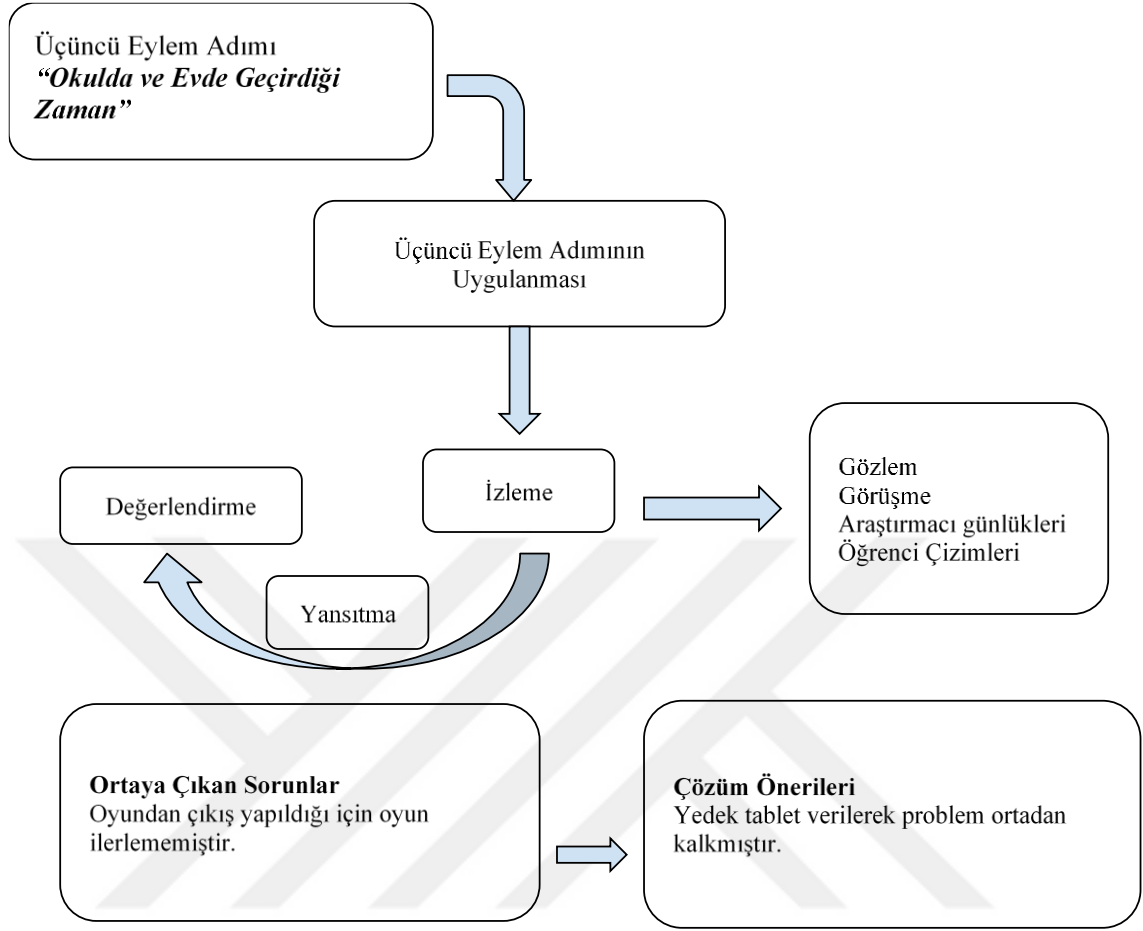 Üçüncü Eylem Adımı
“Okulda ve Evde Geçirdiği
Zaman”
Üçüncü Eylem Adımının
Uygulanması
Değerlendirme
İzleme
Gözlem
Görüşme
Araştırmacı günlükleri
Öğrenci Çizimleri
Yansıtma
Ortaya Çıkan Sorunlar
Oyundan çıkış yapıldığı için oyun
ilerlememiştir.
Çözüm Önerileri
Yedek tablet verilerek problem ortadan
kalkmıştır.